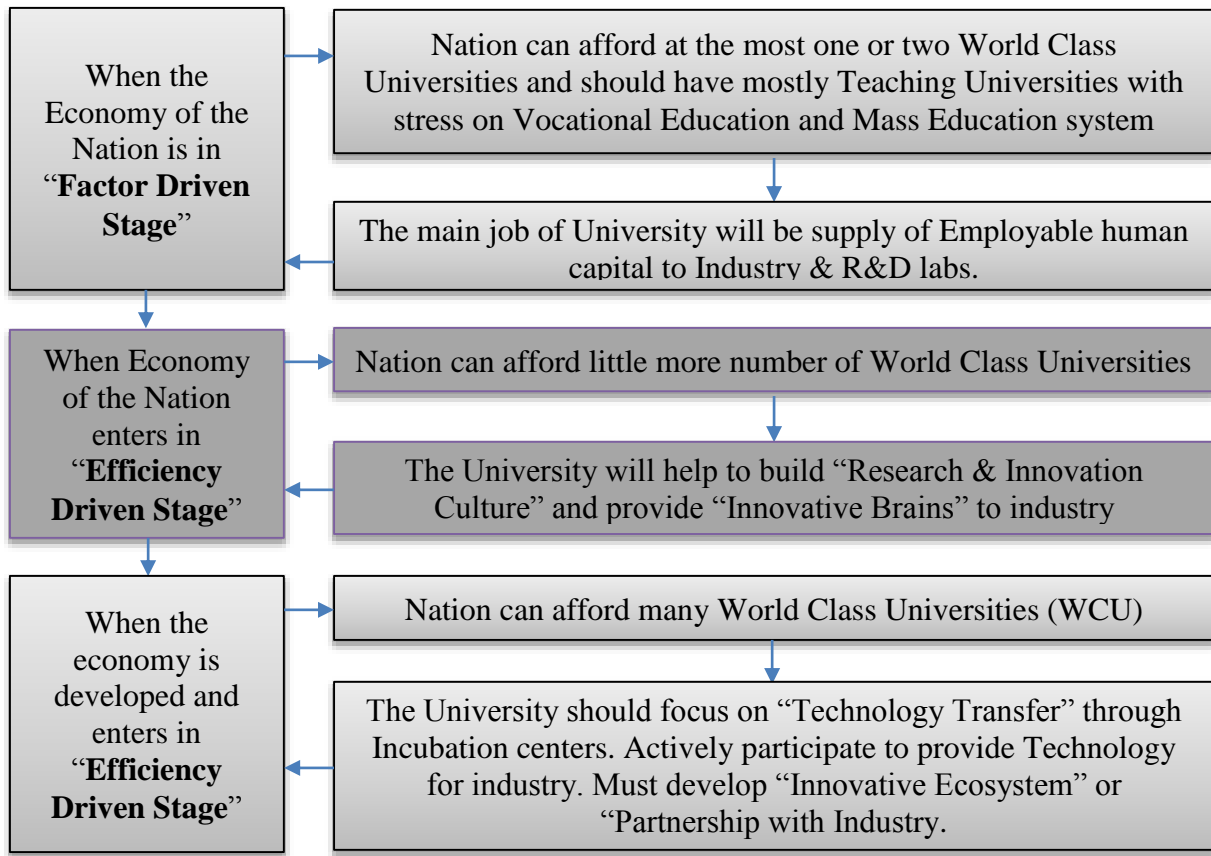 When the
Economy of the
Nation is in
“Factor Driven
Stage”
Nation can afford at the most one or two World Class
Universities and should have mostly Teaching Universities with
stress on Vocational Education and Mass Education system
The main job of University will be supply of Employable human
capital to Industry & R&D labs.
When Economy
of the Nation
enters in
“Efficiency
Driven Stage”
Nation can afford little more number of World Class Universities
The University will help to build “Research & Innovation
Culture” and provide “Innovative Brains” to industry
When the
economy is
developed and
enters in
“Efficiency
Driven Stage”
Nation can afford many World Class Universities (WCU)
The University should focus on “Technology Transfer” through
Incubation centers. Actively participate to provide Technology
for industry. Must develop “Innovative Ecosystem” or
“Partnership with Industry.